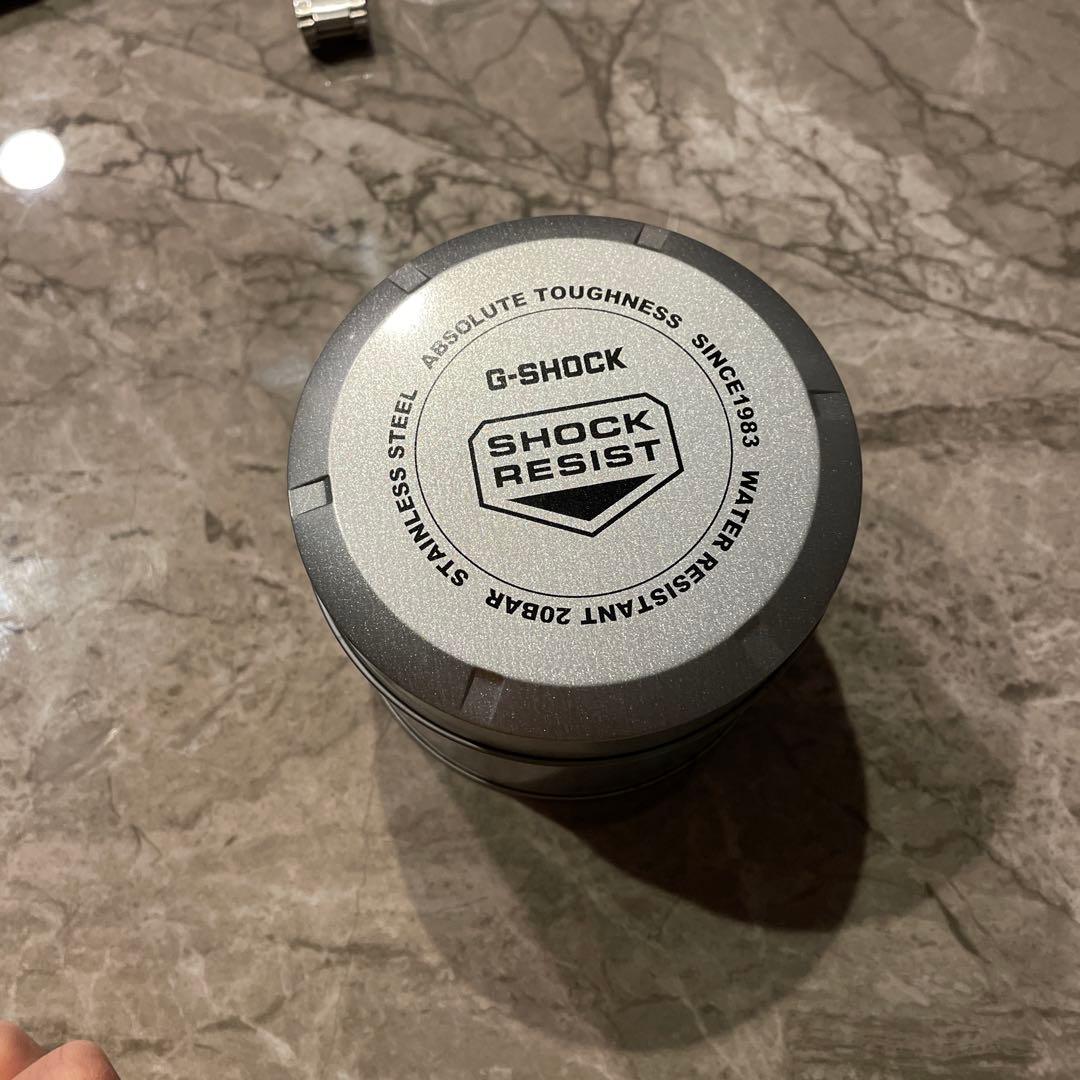 ABSOLUTE TOUGHNESS SINCE1983 WATER RESISTANT 20BAR STAINLESS STEEL
G-SHOCK
SHOCK
RESIST